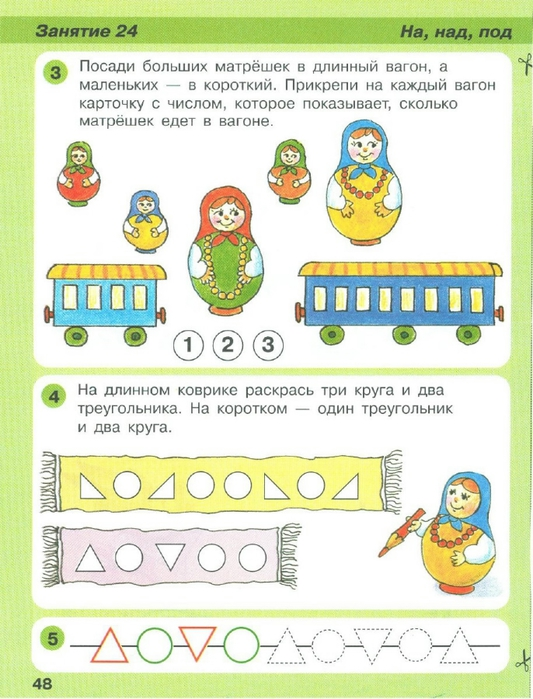 Занятие 24
На, над, под
3
Посади больших матрёшек в длинный вагон, а
маленьких — в короткий. Прикрепи на каждый вагон
карточку с числом, которое показывает, сколько
матрёшек едет в вагоне.
1 2 3
4
На длинном коврике раскрась три круга и два
треугольника. На коротком — один треугольник
и два круга.
5
48